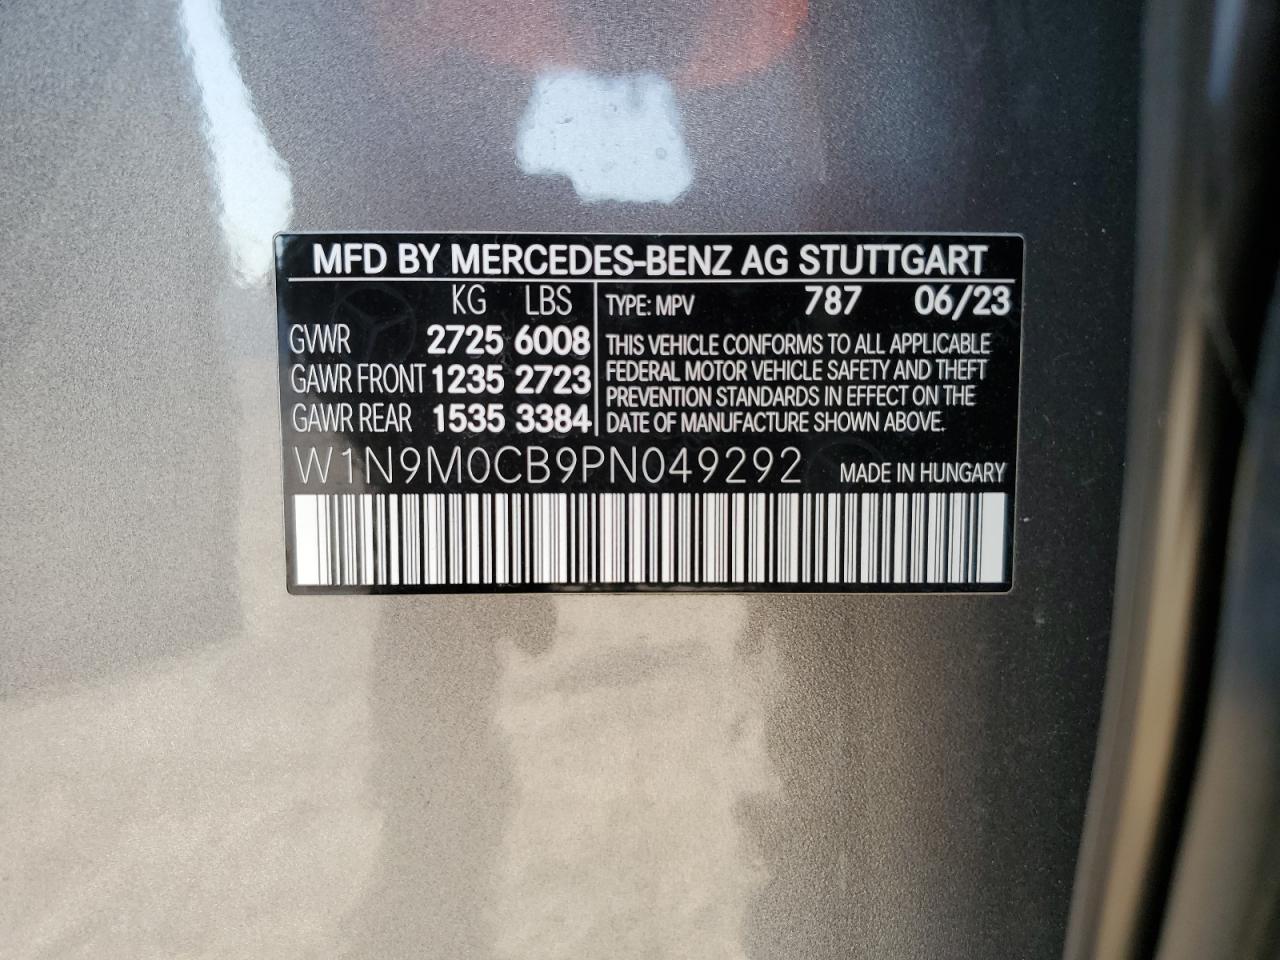 MFD BY MERCEDES-BENZ AG STUTTGART
KG LBS
GVWR 2725 6008
GAWR FRONT 1235 2723
GAWR REAR 1535 3384
TYPE: MPV 787 06/23
THIS VEHICLE CONFORMS TO ALL APPLICABLE
FEDERAL MOTOR VEHICLE SAFETY AND THEFT
PREVENTION STANDARDS IN EFFECT ON THE
DATE OF MANUFACTURE SHOWN ABOVE.
W1N9M0CB9PN049292 MADE IN HUNGARY